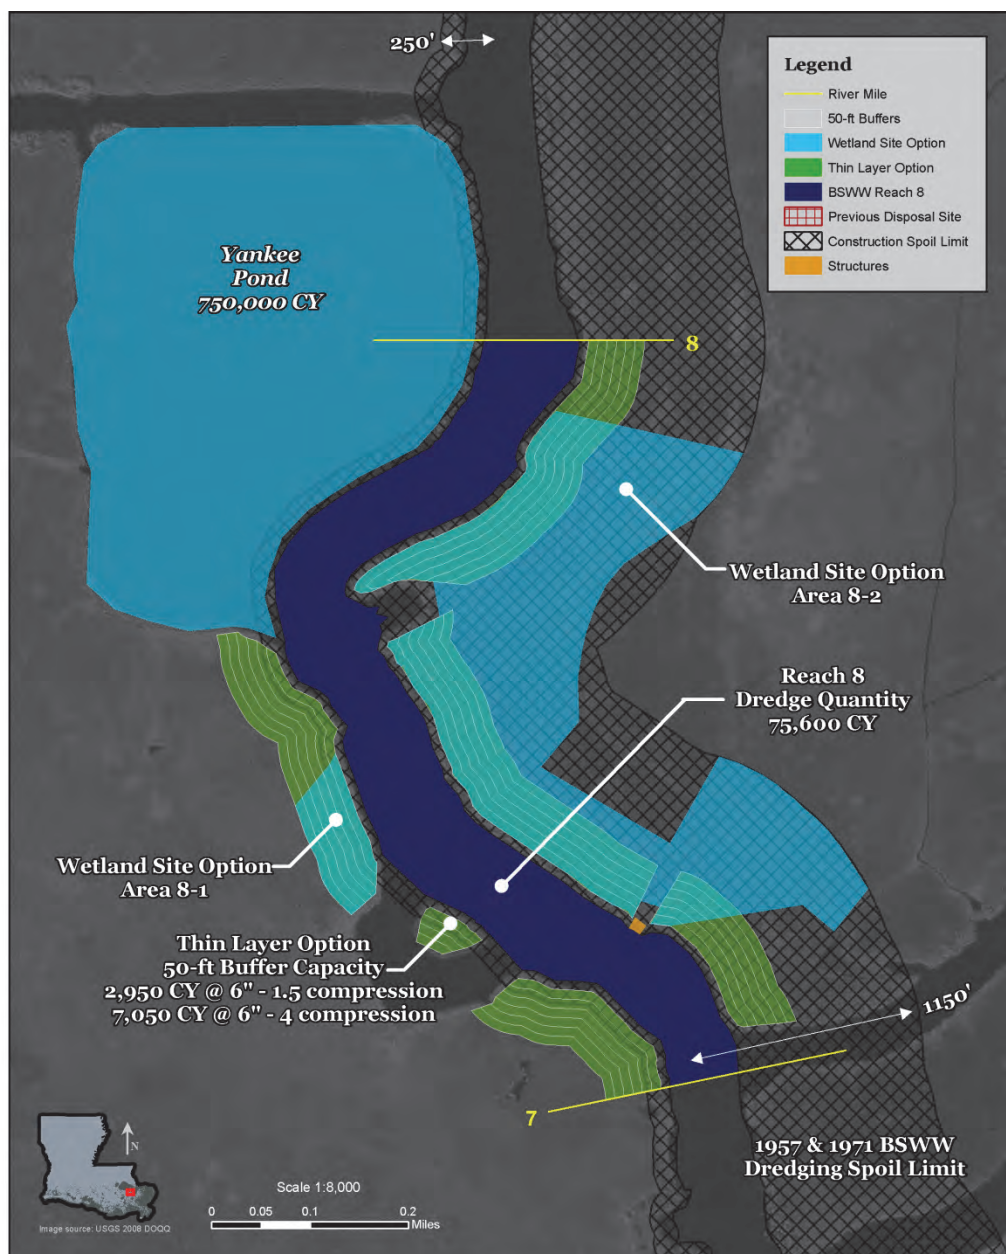 250'
Legend
River Mile
50-ft Buffers
Wetland Site Option
Thin Layer Option
BSWW Reach 8
Previous Disposal Site
Construction Spoil Limit
Structures
Yankee
Pond
750,000 CY
8
Wetland Site Option
Area 8-2
Reach 8
Dredge Quantity
75,600 CY
Wetland Site Option
Area 8-1
Thin Layer Option
50-ft Buffer Capacity
2,950 CY @ 6" - 1.5 compression
7,050 CY @ 6" - 4 compression
1150'
7
1957 & 1971 BSWW
Dredging Spoil Limit
N
Scale 1:8,000
0 0.05 0.1 0.2
Miles
Image source: USGS 2008 DOQQ